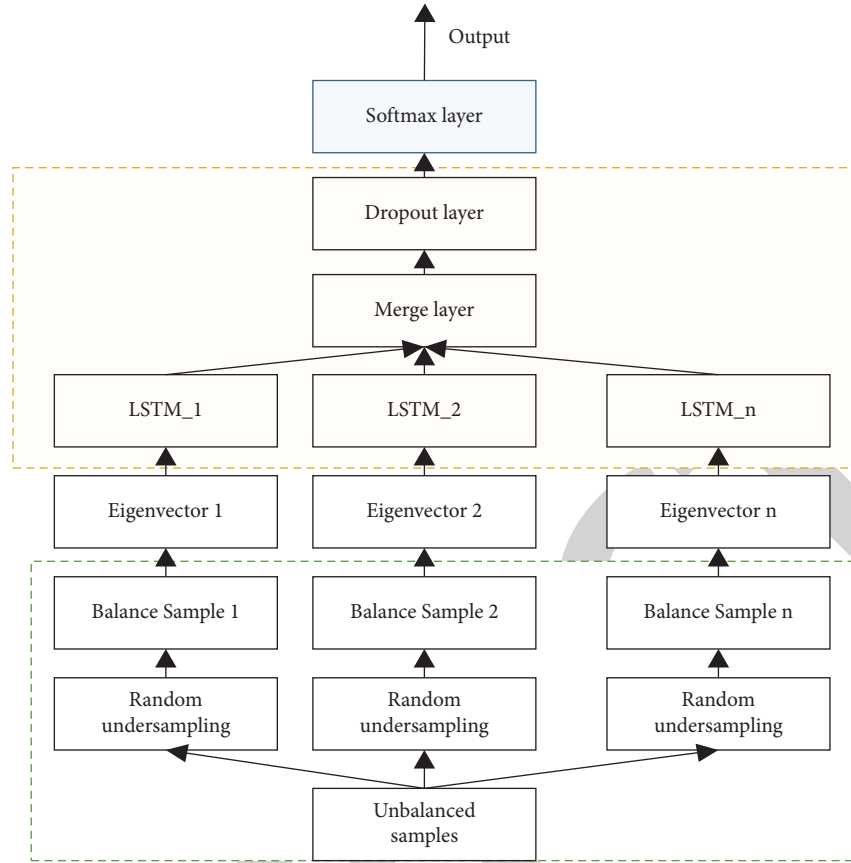 Output
Softmax layer
Dropout layer
Merge layer
LSTM_1
LSTM_2
LSTM_n
Eigenvector 1
Eigenvector 2
Eigenvector n
Balance Sample 1
Balance Sample 2
Balance Sample n
Random
undersampling
Random
undersampling
Random
undersampling
Unbalanced
samples